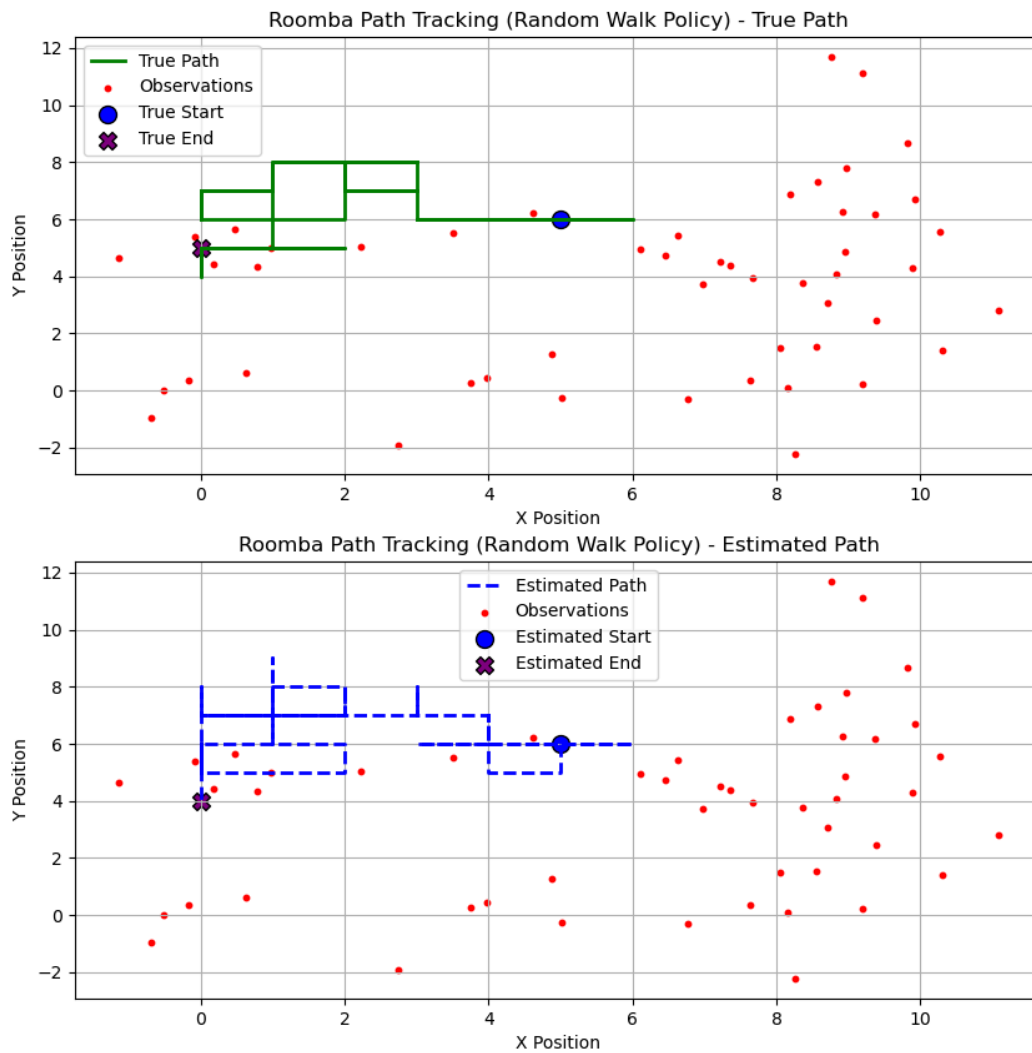 Roomba Path Tracking (Random Walk Policy) - True Path
True Path
Observations
True Start
True End
12
10
8
6
4
2
0
−2
Y Position
0 2 4 6 8 10
X Position
Roomba Path Tracking (Random Walk Policy) - Estimated Path
Estimated Path
Observations
Estimated Start
Estimated End
12
10
8
6
4
2
0
−2
Y Position
0 2 4 6 8 10
X Position